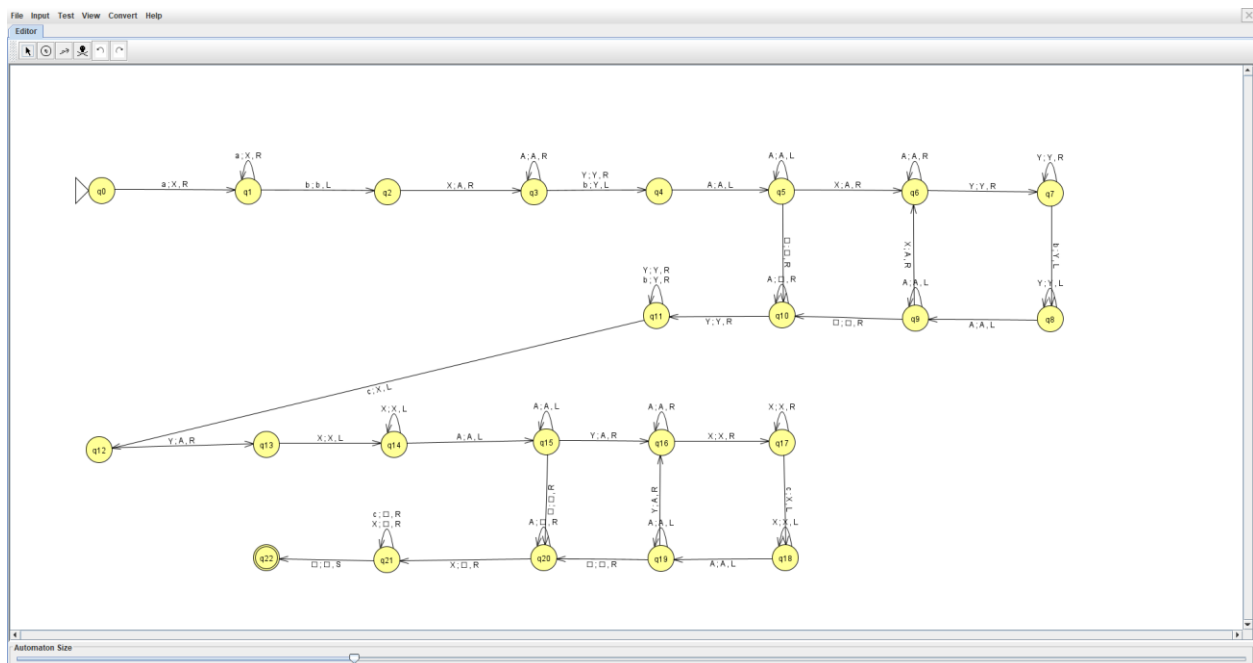 File Input Test View Convert Help
Editor
a ; X , R
A ; A , R
A ; A , L
A ; A , R
Y ; Y , R
Y ; Y , R
q0
a ; X , R
q1
b ; b , L
q2
X ; A , R
q3
b ; Y , L
q4
A ; A , L
q5
X ; A , R
q6
Y ; Y , R
q7
□ ; □ , R
X ; A , R
b ; Y , L
Y ; Y , R
b ; Y , R
A ; □ , R
A ; A , L
Y ; Y , L
q11
Y ; Y , R
q10
□ ; □ , R
q9
A ; A , L
q8
c ; X , L
X ; X , L
A ; A , L
A ; A , R
X ; X , R
q12
Y ; A , R
q13
X ; X , L
q14
A ; A , L
q15
Y ; A , R
q16
X ; X , R
q17
□ ; □ , R
Y ; A , R
c ; X , L
c ; □ , R
X ; □ , R
A ; □ , R
A ; A , L
X ; X , L
q22
□ ; □ , S
q21
X ; □ , R
q20
□ ; □ , R
q19
A ; A , L
q18
Automaton Size